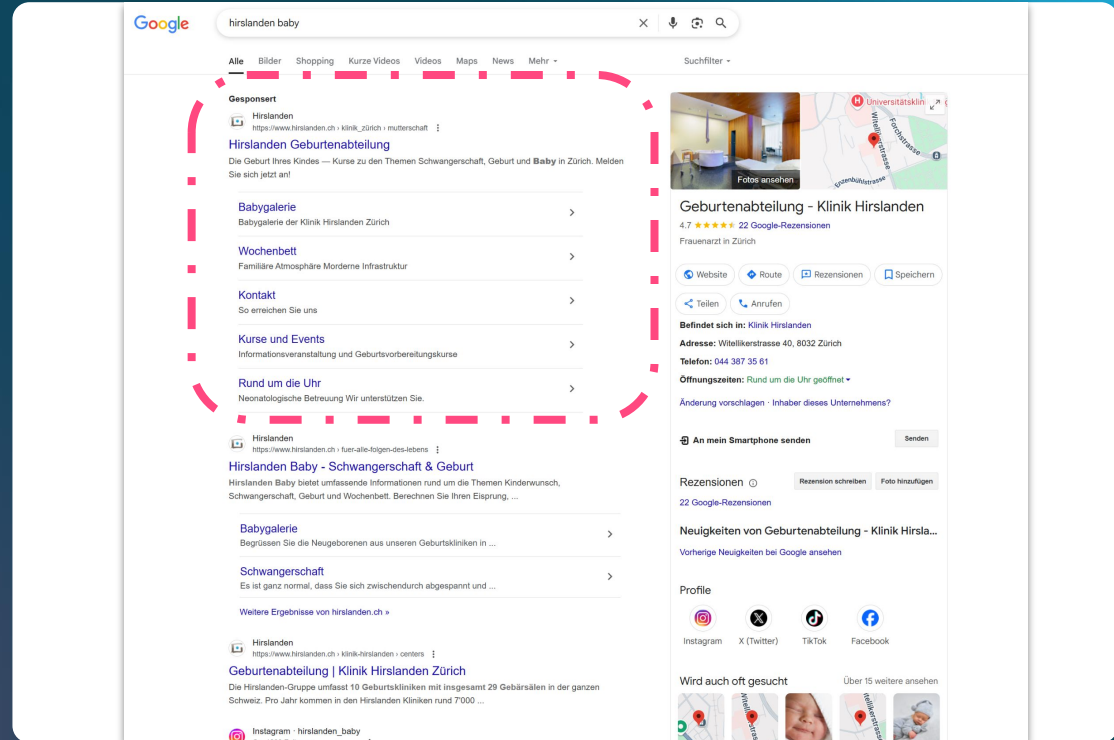 Google
hirslanden baby
Alle Bilder Shopping Kurze Videos Videos Maps News Mehr
Suchfilter
Gesponsert
Hirslanden
https://www.hirslanden.ch › klinik_zürich › mutterschaft
Hirslanden Geburtenabteilung
Die Geburt Ihres Kindes — Kurse zu den Themen Schwangerschaft, Geburt und Baby in Zürich. Melden
Sie sich jetzt an!
Babygalerie
Babygalerie der Klinik Hirslanden Zürich
Wochenbett
Familiäre Atmosphäre Morderne Infrastruktur
Kontakt
So erreichen Sie uns
Kurse und Events
Informationsveranstaltung und Geburtsvorbereitungskurse
Rund um die Uhr
Neonatologische Betreuung Wir unterstützen Sie.
Hirslanden
https://www.hirslanden.ch › fuer-alle-folgen-des-lebens
Hirslanden Baby - Schwangerschaft & Geburt
Hirslanden Baby bietet umfassende Informationen rund um die Themen Kinderwunsch,
Schwangerschaft, Geburt und Wochenbett. Berechnen Sie Ihren Eisprung, ...
Babygalerie
Begrüssen Sie die Neugeborenen aus unseren Geburtskliniken in ...
Schwangerschaft
Es ist ganz normal, dass Sie sich zwischendurch abgespannt und ...
Weitere Ergebnisse von hirslanden.ch »
Hirslanden
https://www.hirslanden.ch › klinik-hirslanden › centers
Geburtenabteilung | Klinik Hirslanden Zürich
Die Hirslanden-Gruppe umfasst 10 Geburtskliniken mit insgesamt 29 Gebärsälen in der ganzen
Schweiz. Pro Jahr kommen in den Hirslanden Kliniken rund 7'000 ...
Instagram · hirslanden_baby
Fotos ansehen
H Universitätsklin
Witellikerstrasse
Forchstrasse
Enzenbühlstrasse
Geburtenabteilung - Klinik Hirslanden
4.7 22 Google-Rezensionen
Frauenarzt in Zürich
Website Route Rezensionen Speichern
Teilen Anrufen
Befindet sich in: Klinik Hirslanden
Adresse: Witellikerstrasse 40, 8032 Zürich
Telefon: 044 387 35 61
Öffnungszeiten: Rund um die Uhr geöffnet
Änderung vorschlagen · Inhaber dieses Unternehmens?
An mein Smartphone senden
Senden
Rezensionen
Rezension schreiben
Foto hinzufügen
22 Google-Rezensionen
Neuigkeiten von Geburtenabteilung - Klinik Hirsla...
Vorherige Neuigkeiten bei Google ansehen
Profile
Instagram X (Twitter) TikTok Facebook
Wird auch oft gesucht
Über 15 weitere ansehen